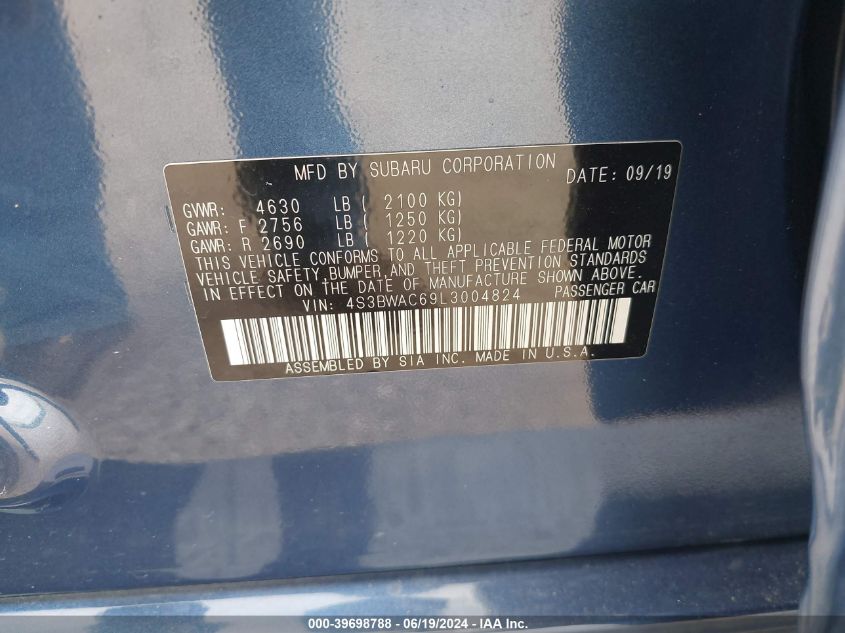 MFD BY SUBARU CORPORATION DATE: 09/19
GVWR: 4630 LB ( 2100 KG)
GAWR: F 2756 LB ( 1250 KG)
GAWR: R 2690 LB ( 1220 KG)
THIS VEHICLE CONFORMS TO ALL APPLICABLE FEDERAL MOTOR
VEHICLE SAFETY,BUMPER,AND THEFT PREVENTION STANDARDS
IN EFFECT ON THE DATE OF MANUFACTURE SHOWN ABOVE.
VIN: 4S3BWAC69L3004824 PASSENGER CAR
ASSEMBLED BY SIA INC. MADE IN U.S.A.
000-39698788 - 06/19/2024 - IAA, Inc.